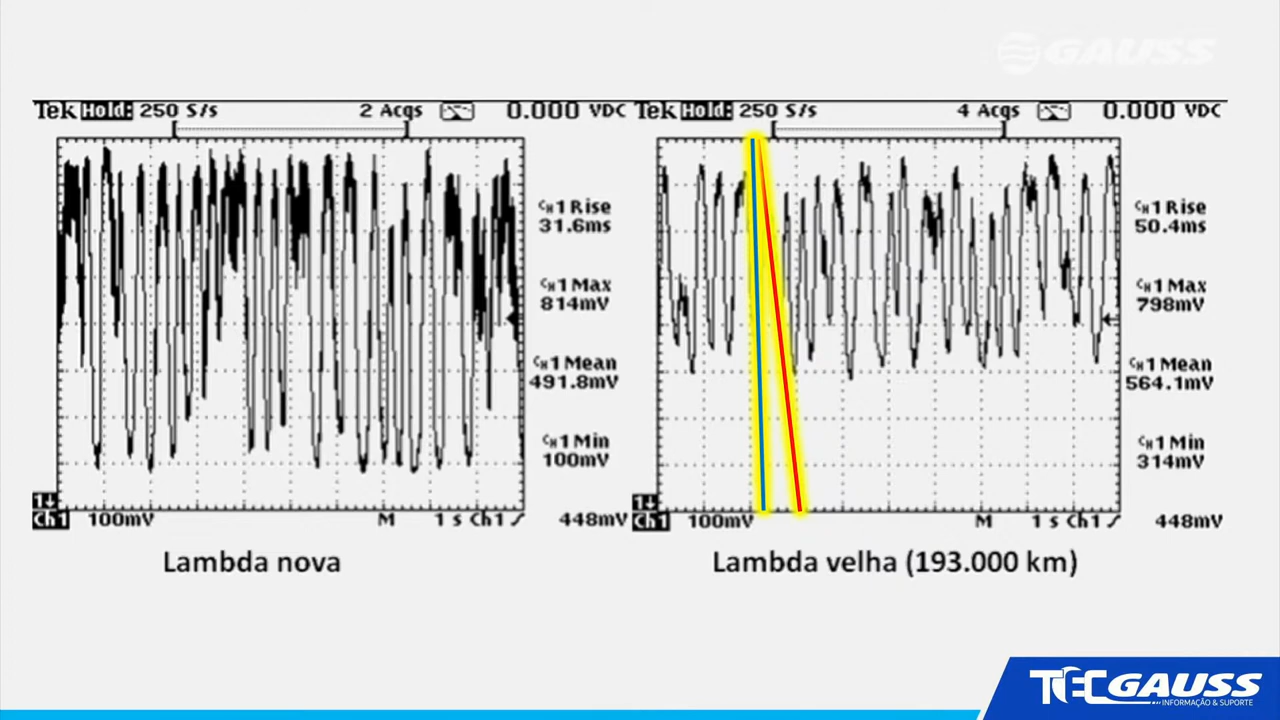 GAUSS
Tek Hold: 250 S/s 2 Acqs 0.000 VDC
CH1 Rise
31.6ms
CH1 Max
814mV
CH1 Mean
491.8mV
CH1 Min
100mV
1↓
Ch1 100mV M 1 s Ch1 ∫ 448mV
Lambda nova
Tek Hold: 250 S/s 4 Acqs 0.000 VDC
CH1 Rise
50.4ms
CH1 Max
798mV
CH1 Mean
564.1mV
CH1 Min
314mV
1↓
Ch1 100mV M 1 s Ch1 ∫ 448mV
Lambda velha (193.000 km)
TECGAUSS
INFORMAÇÃO & SUPORTE